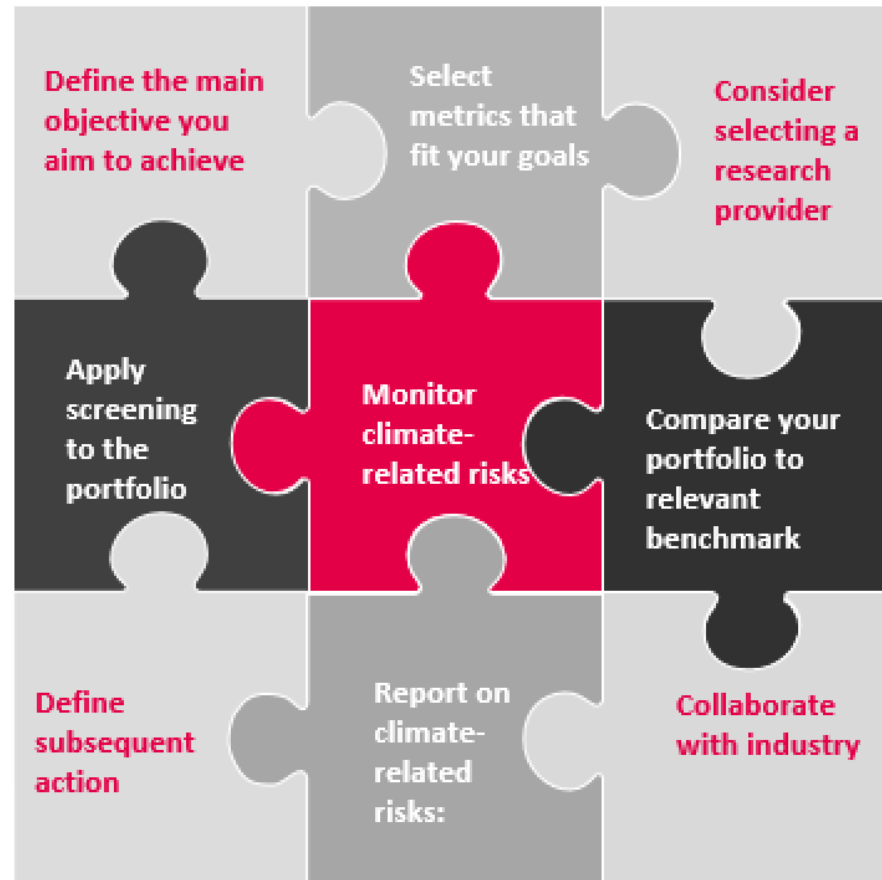 Define the main
objective you
aim to achieve
Select
metrics that
fit your goals
Consider
selecting a
research
provider
Apply
screening
to the
portfolio
Monitor
climate-
related risks
Compare your
portfolio to
relevant
benchmark
Define
subsequent
action
Report on
climate-
related
risks:
Collaborate
with industry